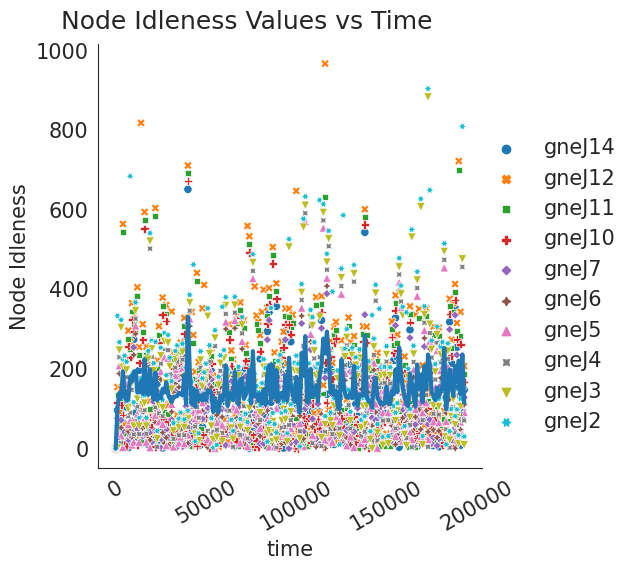 Node Idleness Values vs Time
1000
800
600
400
200
0
Node Idleness
0
50000
100000
150000
200000
time
gneJ14
gneJ12
gneJ11
gneJ10
gneJ7
gneJ6
gneJ5
gneJ4
gneJ3
gneJ2